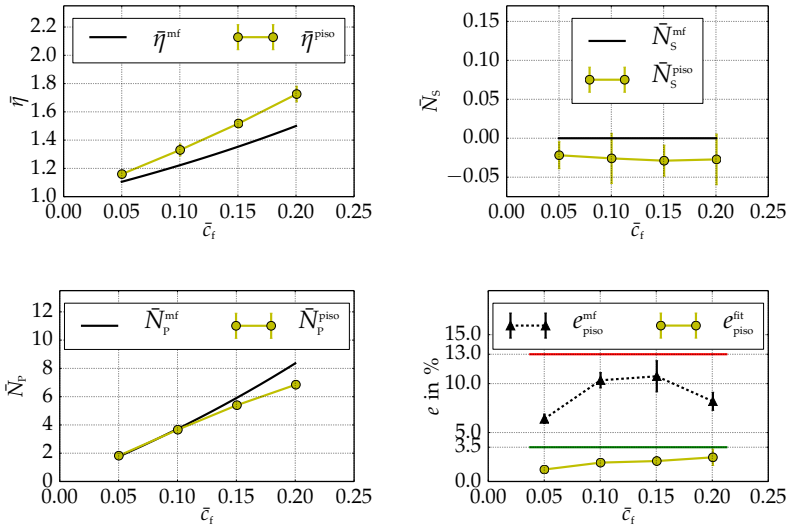 η̄^mf η̄^piso
2.2
2.0
1.8
1.6
1.4
1.2
1.0
η̄
0.00 0.05 0.10 0.15 0.20 0.25
c̄_f
N̄_S^mf
N̄_S^piso
0.15
0.10
0.05
0.00
−0.05
N̄_S
0.00 0.05 0.10 0.15 0.20 0.25
c̄_f
N̄_P^mf N̄_P^piso
12
10
8
6
4
2
0
N̄_P
0.00 0.05 0.10 0.15 0.20 0.25
c̄_f
e_piso^mf e_piso^fit
15.0
13.0
10.0
5.0
3.5
0.0
e in %
0.00 0.05 0.10 0.15 0.20 0.25
c̄_f